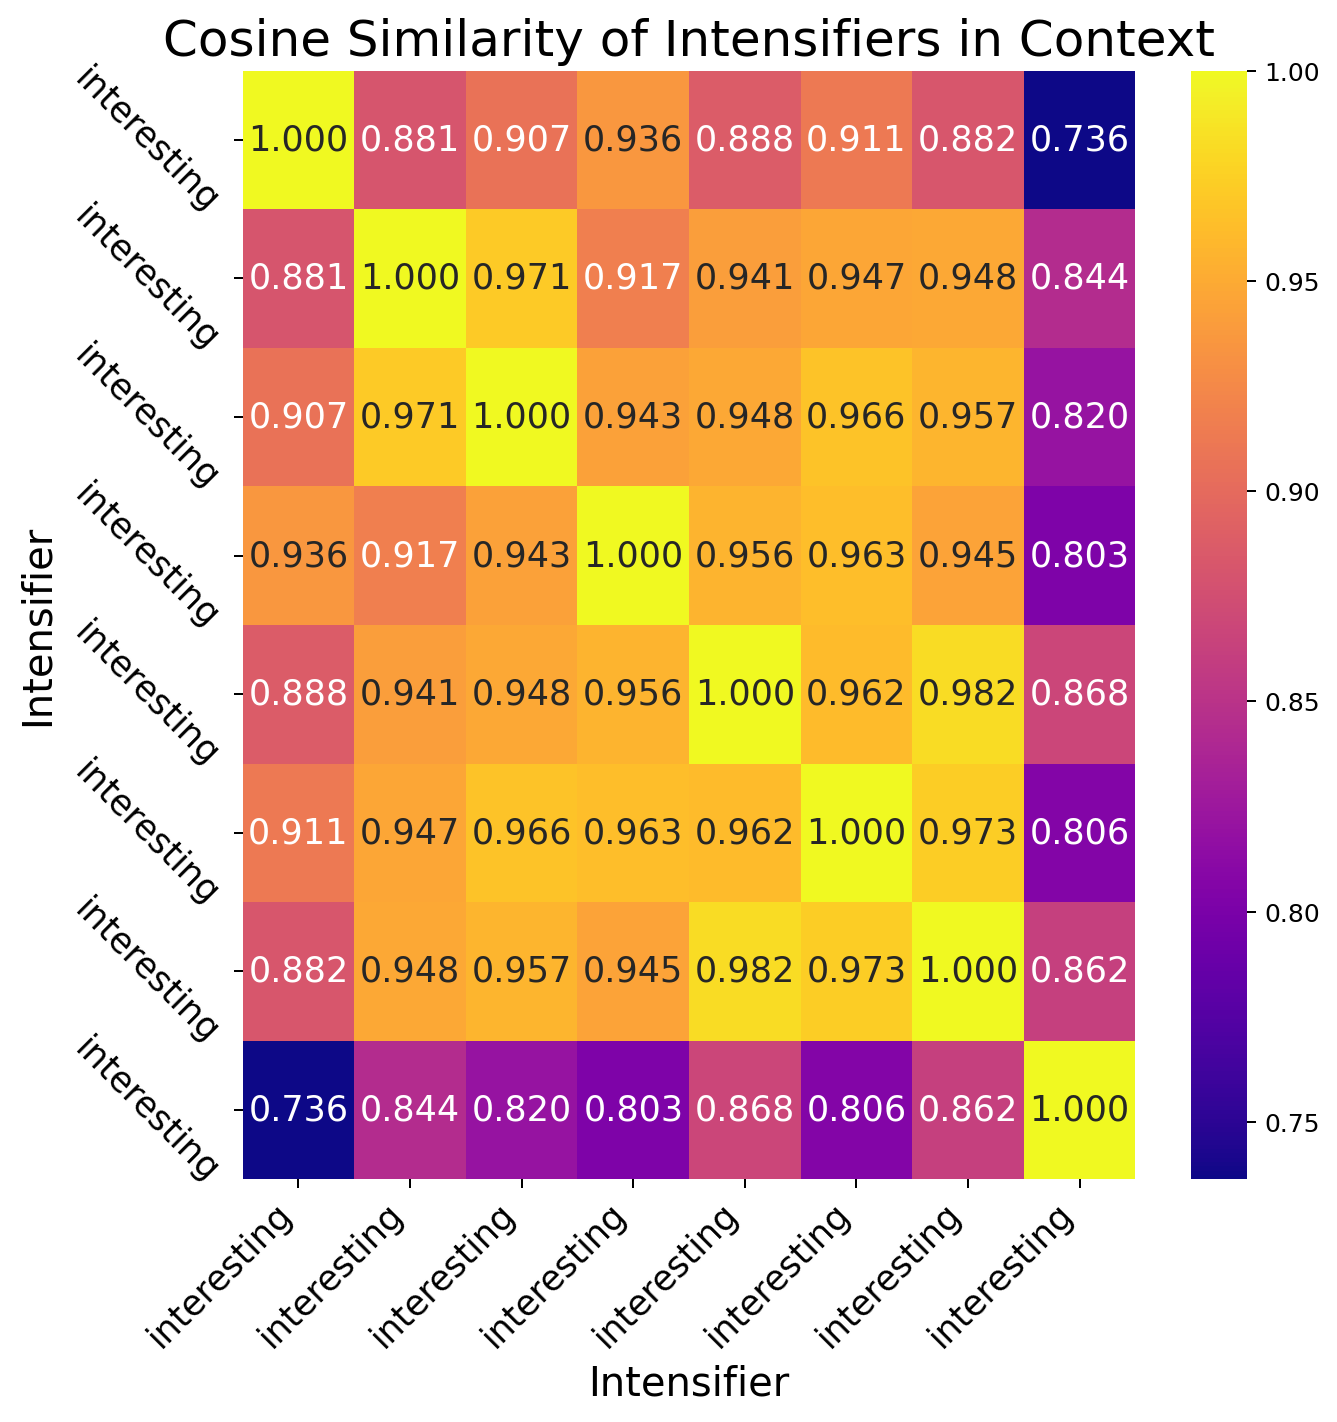 Cosine Similarity of Intensifiers in Context
interesting 1.000 0.881 0.907 0.936 0.888 0.911 0.882 0.736
interesting 0.881 1.000 0.971 0.917 0.941 0.947 0.948 0.844
interesting 0.907 0.971 1.000 0.943 0.948 0.966 0.957 0.820
interesting 0.936 0.917 0.943 1.000 0.956 0.963 0.945 0.803
interesting 0.888 0.941 0.948 0.956 1.000 0.962 0.982 0.868
interesting 0.911 0.947 0.966 0.963 0.962 1.000 0.973 0.806
interesting 0.882 0.948 0.957 0.945 0.982 0.973 1.000 0.862
interesting 0.736 0.844 0.820 0.803 0.868 0.806 0.862 1.000
Intensifier
interesting interesting interesting interesting interesting interesting interesting interesting
Intensifier
1.00
0.95
0.90
0.85
0.80
0.75